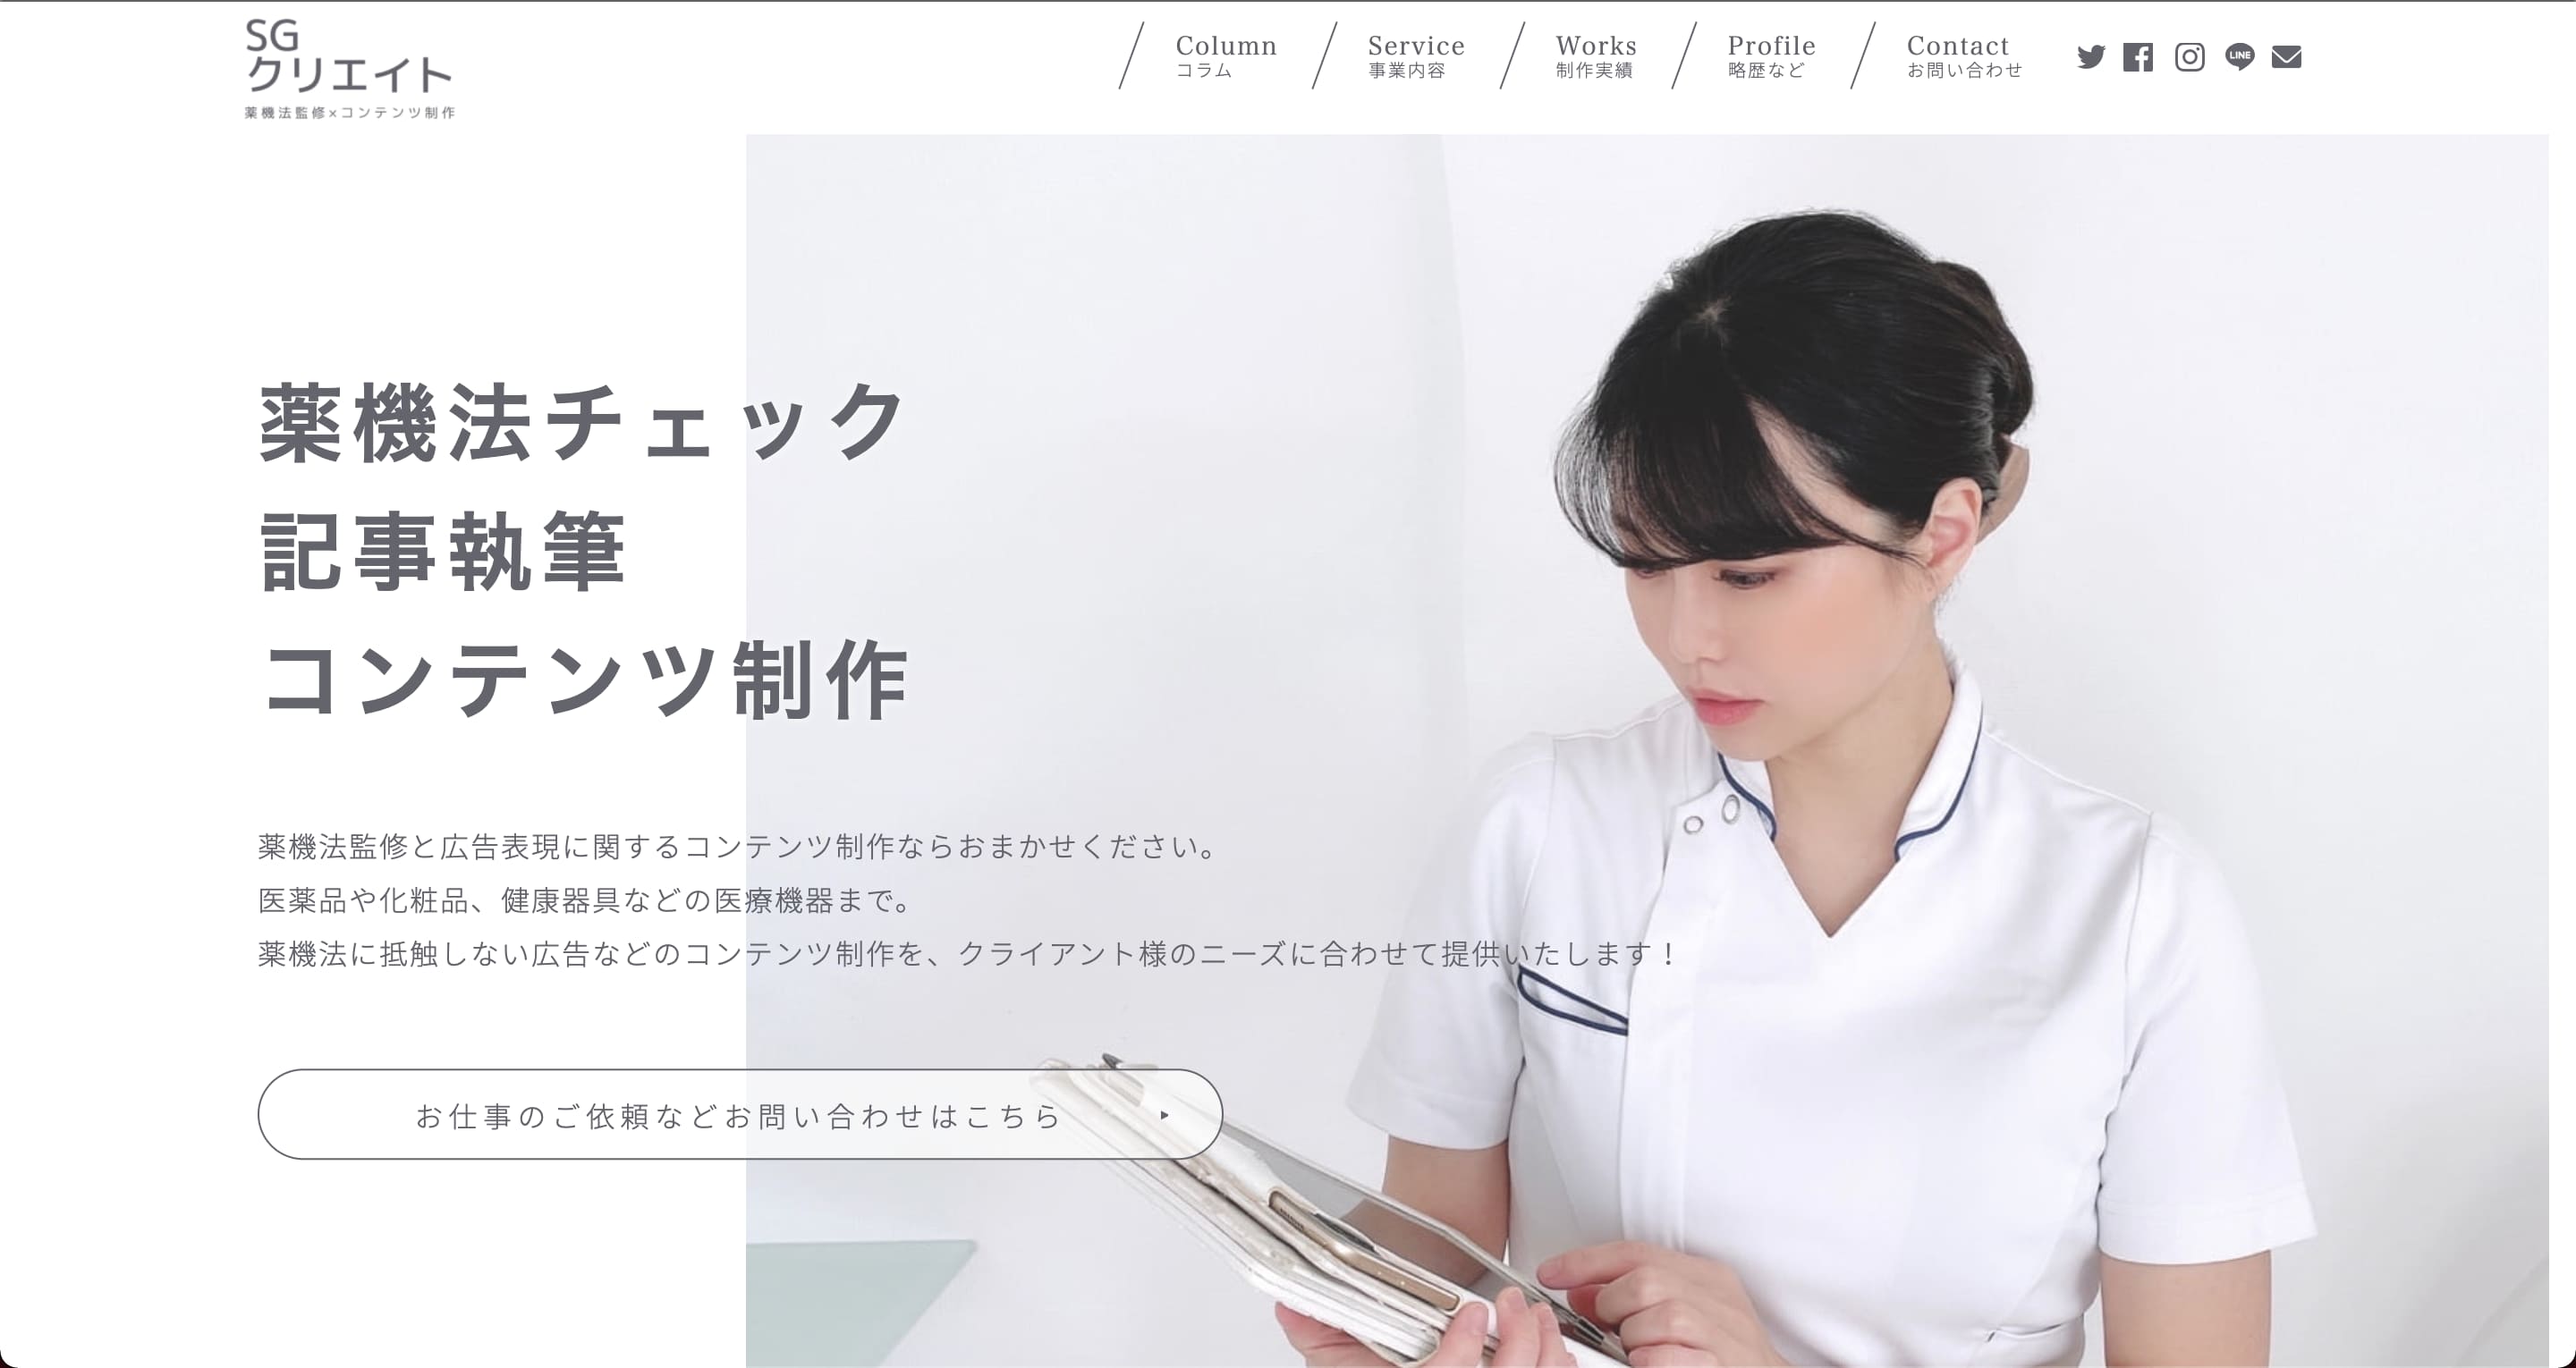 SG
クリエイト
薬機法監修×コンテンツ制作
Column
コラム
Service
事業内容
Works
制作実績
Profile
略歴など
Contact
お問い合わせ
LINE
薬機法チェック
記事執筆
コンテンツ制作
薬機法監修と広告表現に関するコンテンツ制作ならおまかせください。
医薬品や化粧品、健康器具などの医療機器まで。
薬機法に抵触しない広告などのコンテンツ制作を、クライアント様のニーズに合わせて提供いたします！
お仕事のご依頼などお問い合わせはこちら